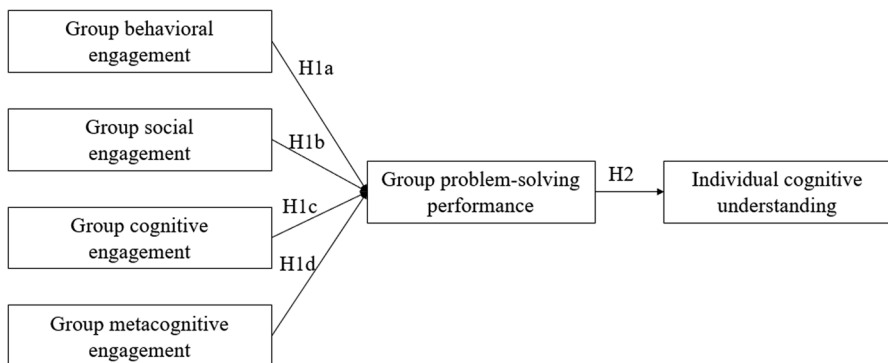 Group behavioral
engagement
H1a
Group social
engagement
H1b
Group problem-solving
performance
H2
Individual cognitive
understanding
H1c
Group cognitive
engagement
H1d
Group metacognitive
engagement